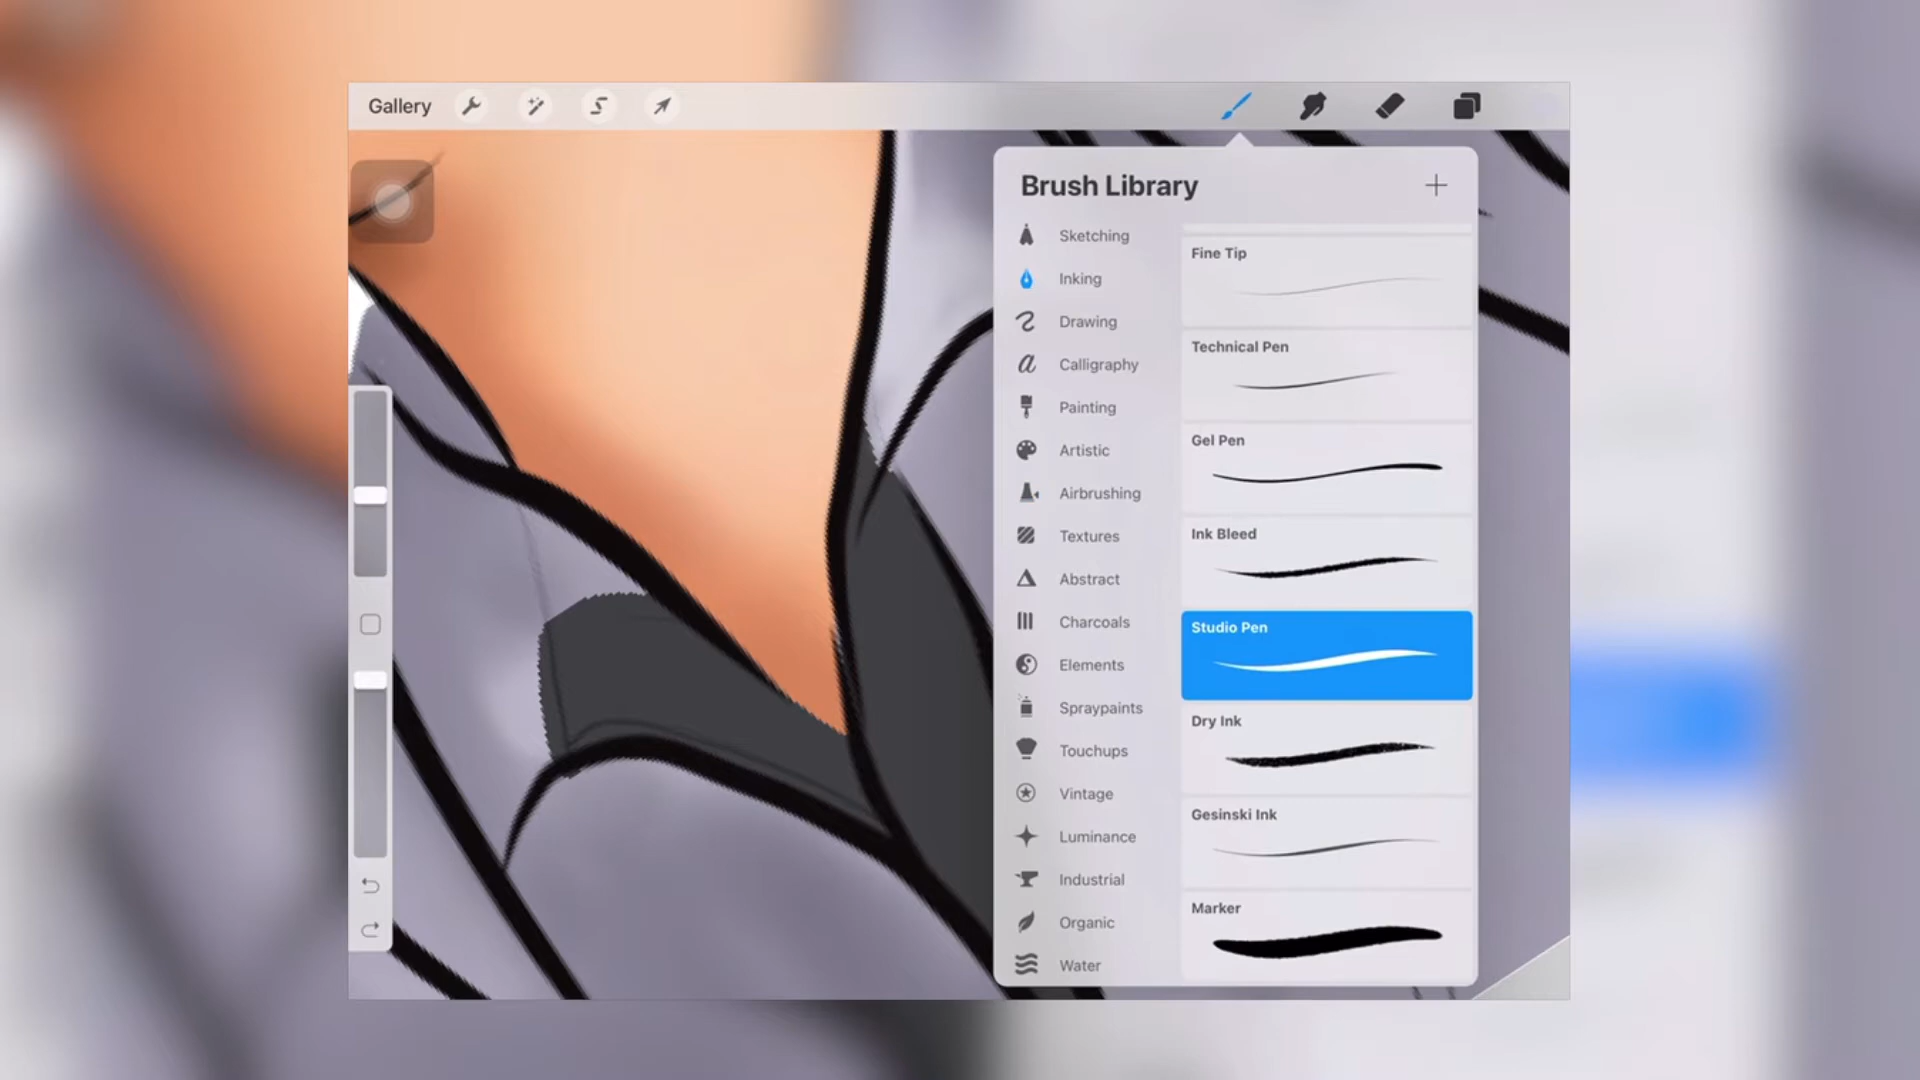 Gallery
Brush Library
Sketching
Inking
Drawing
Calligraphy
Painting
Artistic
Airbrushing
Textures
Abstract
Charcoals
Elements
Spraypaints
Touchups
Vintage
Luminance
Industrial
Organic
Water
Fine Tip
Technical Pen
Gel Pen
Ink Bleed
Studio Pen
Dry Ink
Gesinski Ink
Marker